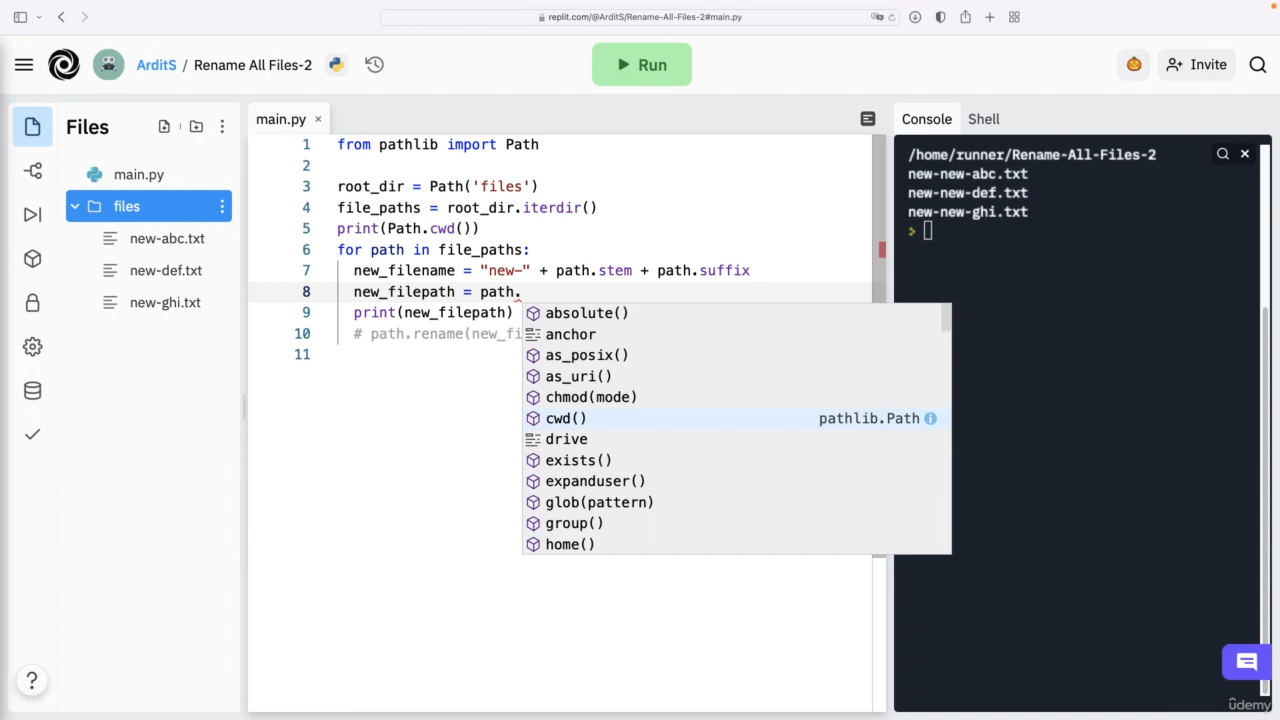 replit.com/@ArditS/Rename-All-Files-2#main.py
ArditS / Rename All Files-2
Run
Invite
Files
main.py
files
new-abc.txt
new-def.txt
new-ghi.txt
main.py ×
1 from pathlib import Path
2
3 root_dir = Path('files')
4 file_paths = root_dir.iterdir()
5 print(Path.cwd())
6 for path in file_paths:
7 new_filename = "new-" + path.stem + path.suffix
8 new_filepath = path.
9 print(new_filepath)
10 # path.rename(new_fi
11
absolute()
anchor
as_posix()
as_uri()
chmod(mode)
cwd() pathlib.Path
drive
exists()
expanduser()
glob(pattern)
group()
home()
Console Shell
/home/runner/Rename-All-Files-2
new-new-abc.txt
new-new-def.txt
new-new-ghi.txt
?
ûdemy